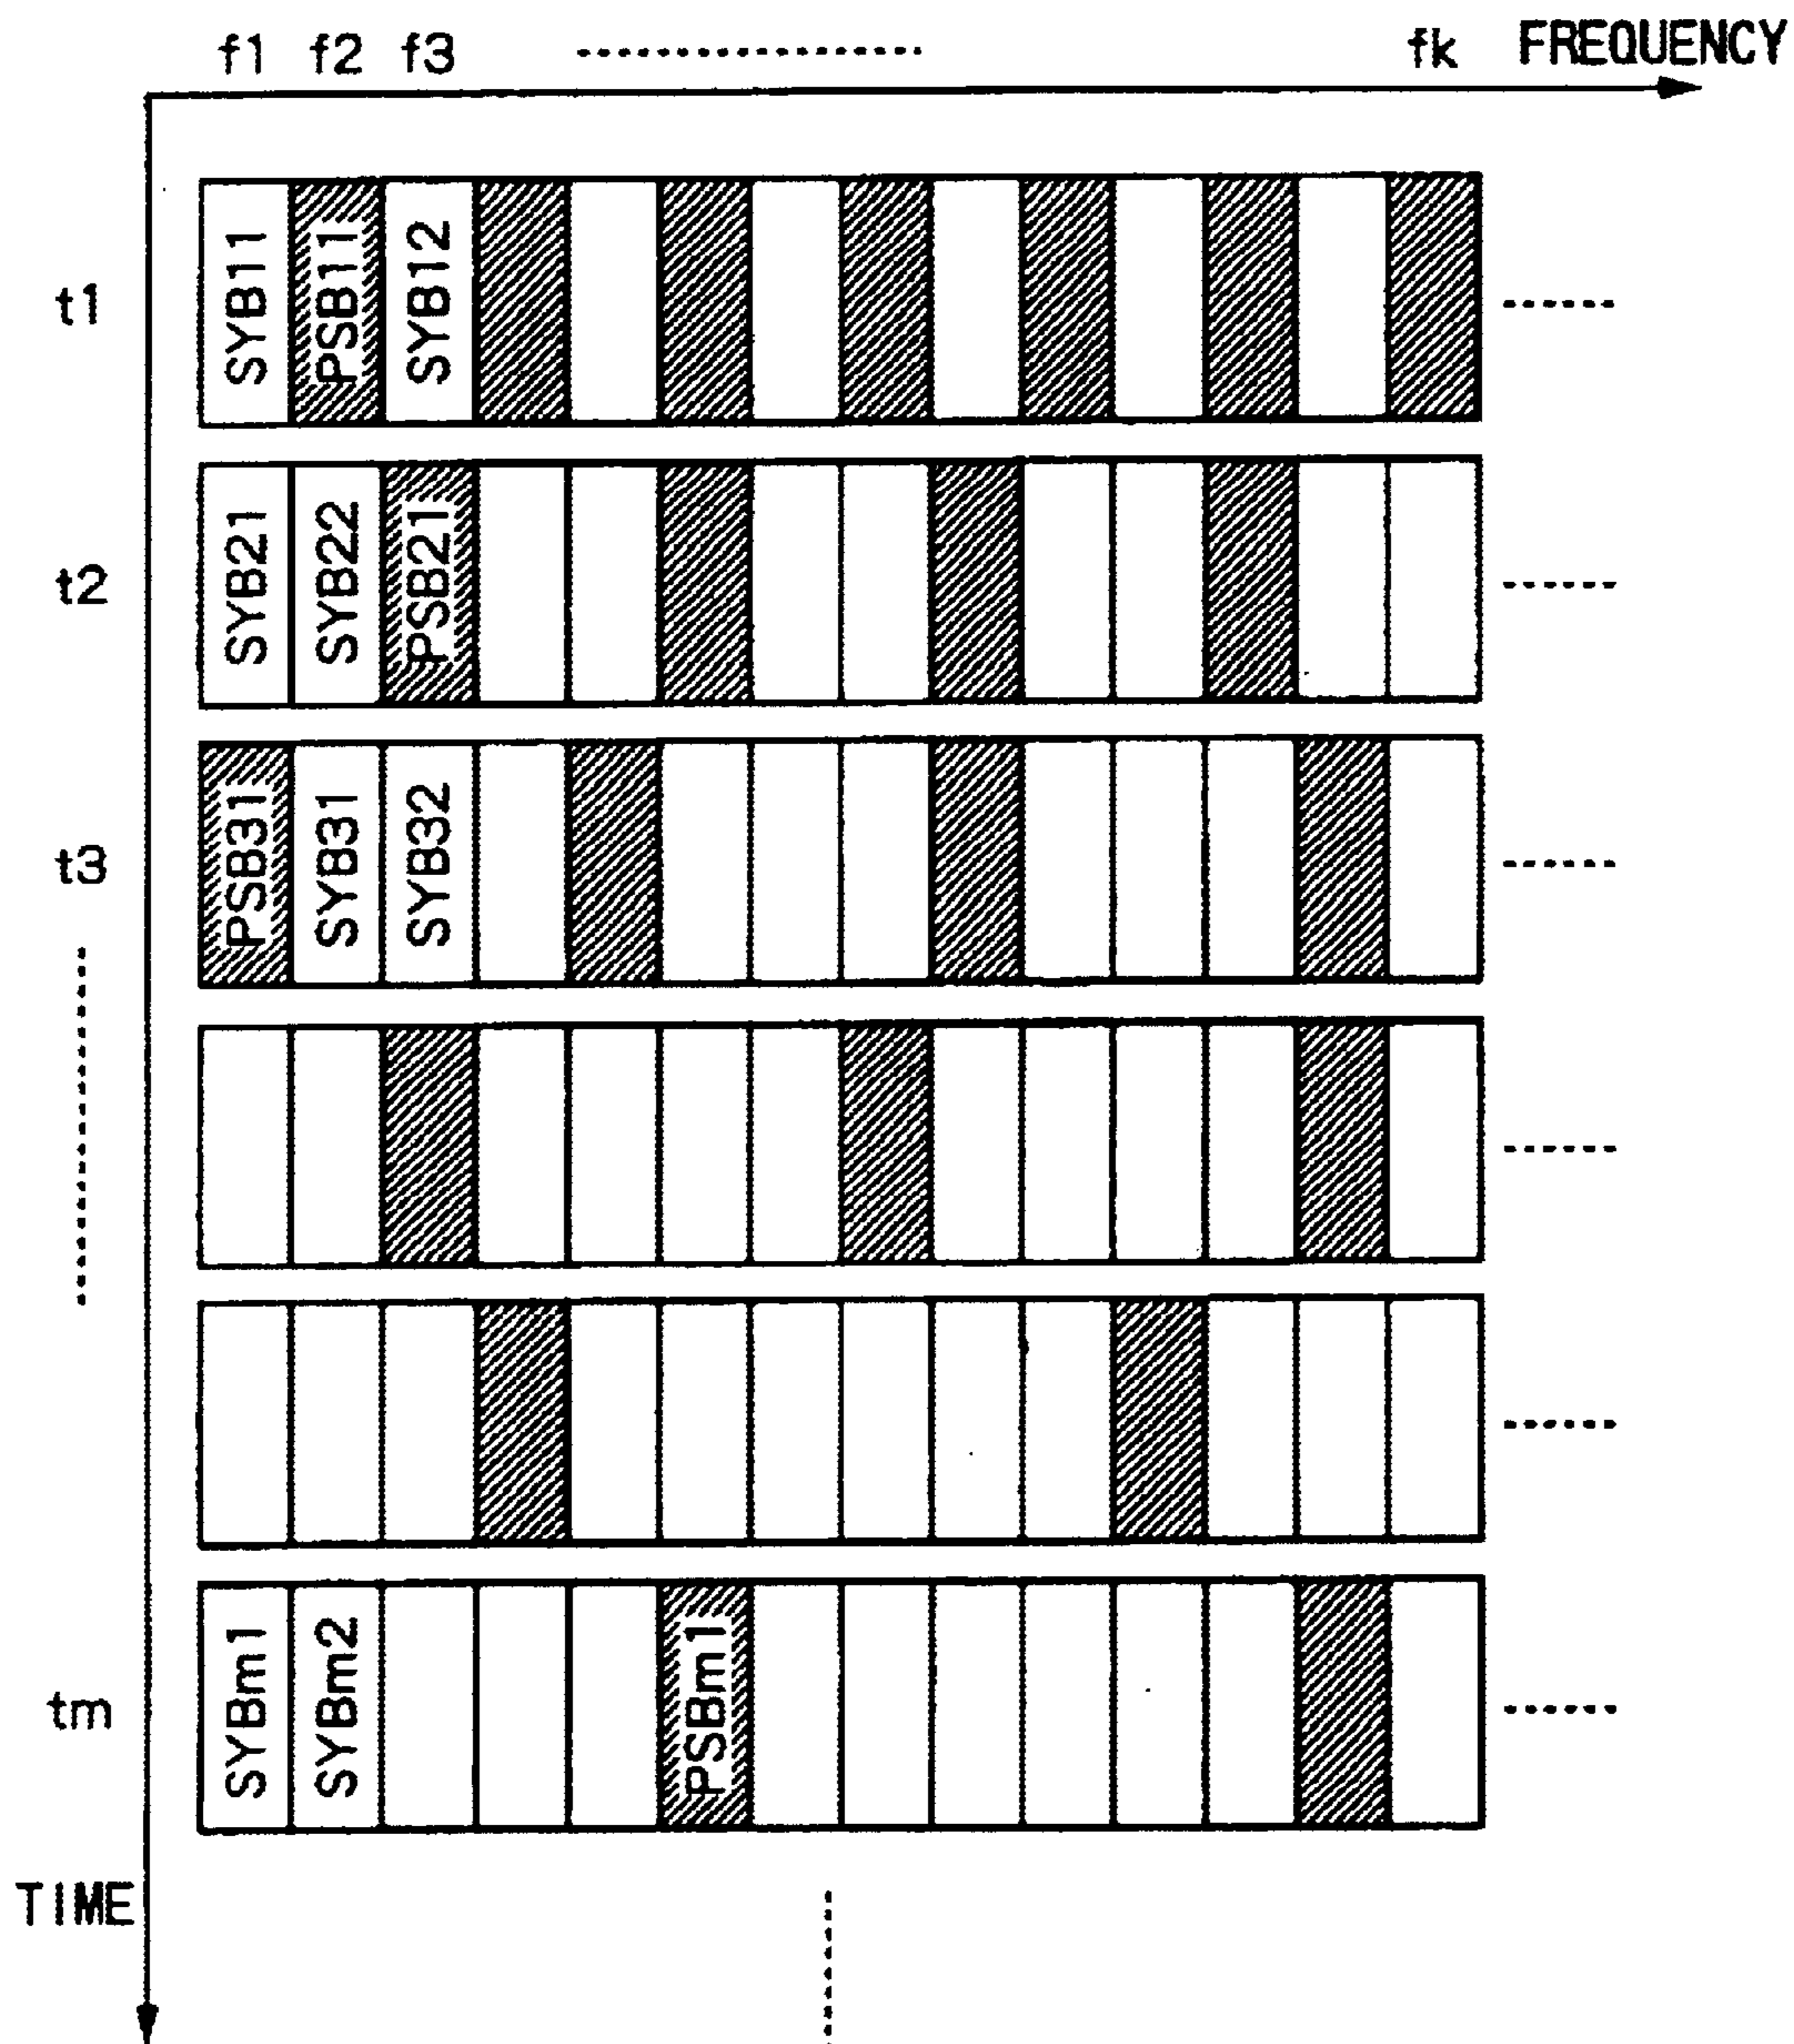 f1 f2 f3 fk FREQUENCY
t1
SYB11
PSB11
SYB12
t2
SYB21
SYB22
PSB21
t3
PSB31
SYB31
SYB32
tm
SYBm1
SYBm2
PSBm1
TIME